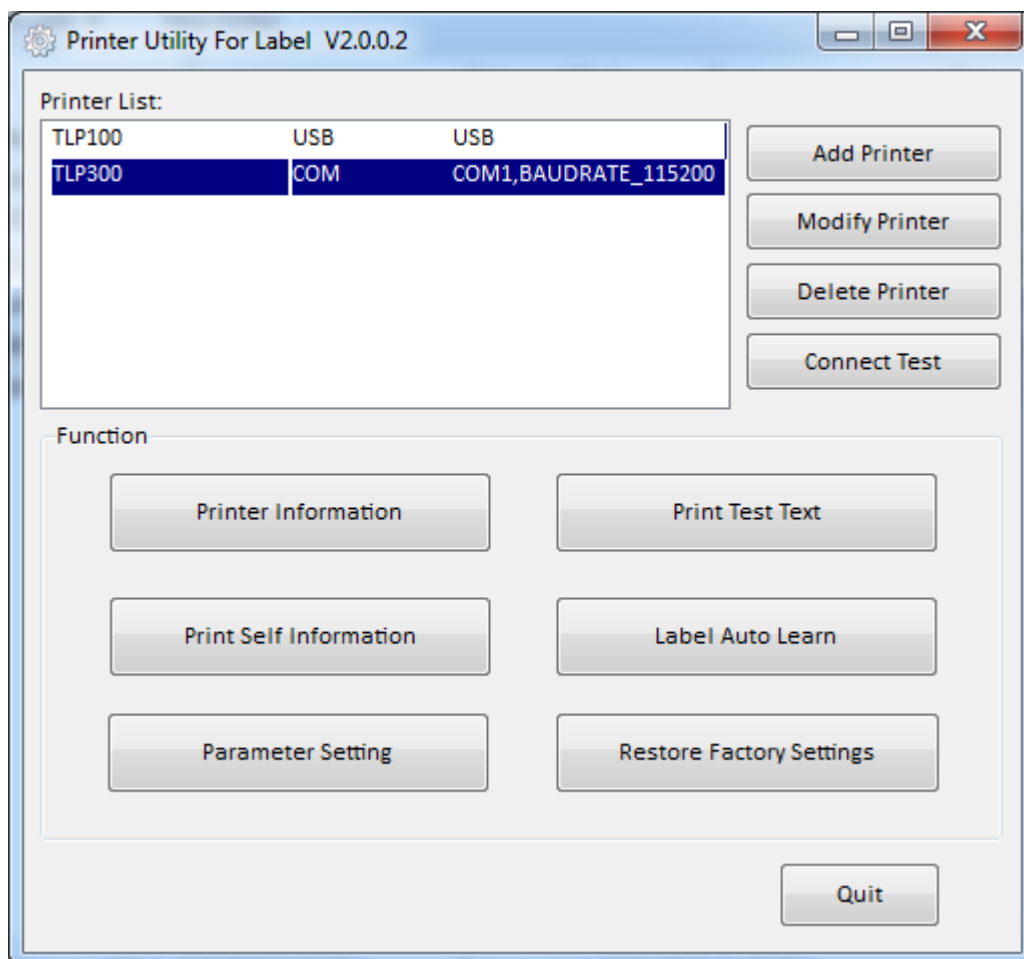 Printer Utility For Label V2.0.0.2
Printer List:
TLP100 USB USB
TLP300 COM COM1,BAUDRATE_115200
Add Printer
Modify Printer
Delete Printer
Connect Test
Function
Printer Information Print Test Text
Print Self Information Label Auto Learn
Parameter Setting Restore Factory Settings
Quit